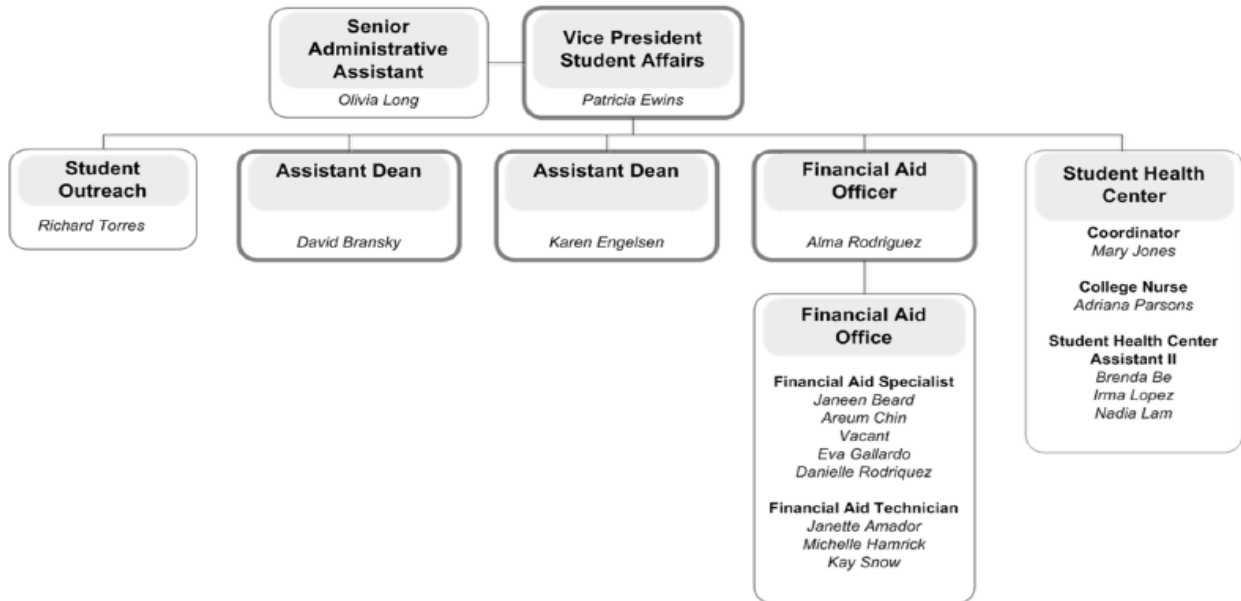 Senior
Administrative
Assistant
Olivia Long
Vice President
Student Affairs
Patricia Ewins
Student
Outreach
Richard Torres
Assistant Dean
David Bransky
Assistant Dean
Karen Engelsen
Financial Aid
Officer
Alma Rodriguez
Financial Aid
Office
Financial Aid Specialist
Janeen Beard
Areum Chin
Vacant
Eva Gallardo
Danielle Rodriquez
Financial Aid Technician
Janette Amador
Michelle Hamrick
Kay Snow
Student Health
Center
Coordinator
Mary Jones
College Nurse
Adriana Parsons
Student Health Center
Assistant II
Brenda Be
Irma Lopez
Nadia Lam